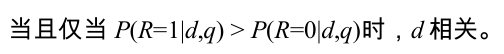 当且仅当 P(R=1|d,q) > P(R=0|d,q)时，d 相关。